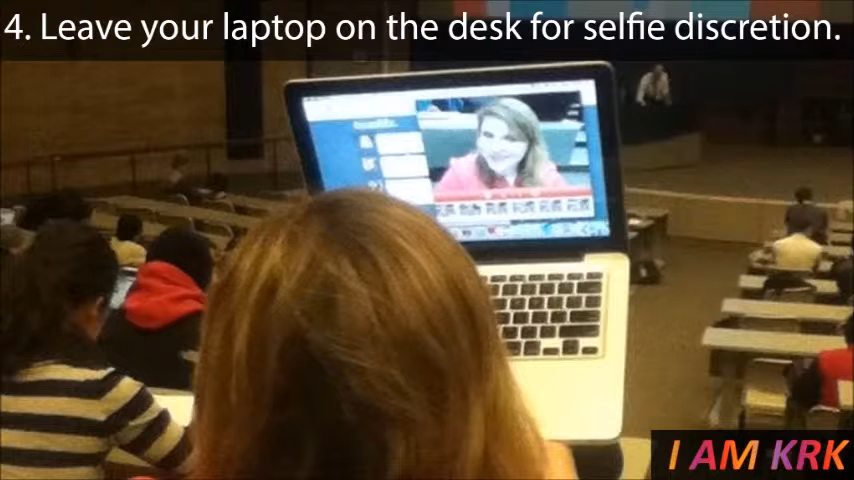 4. Leave your laptop on the desk for selfie discretion.
I AM KRK